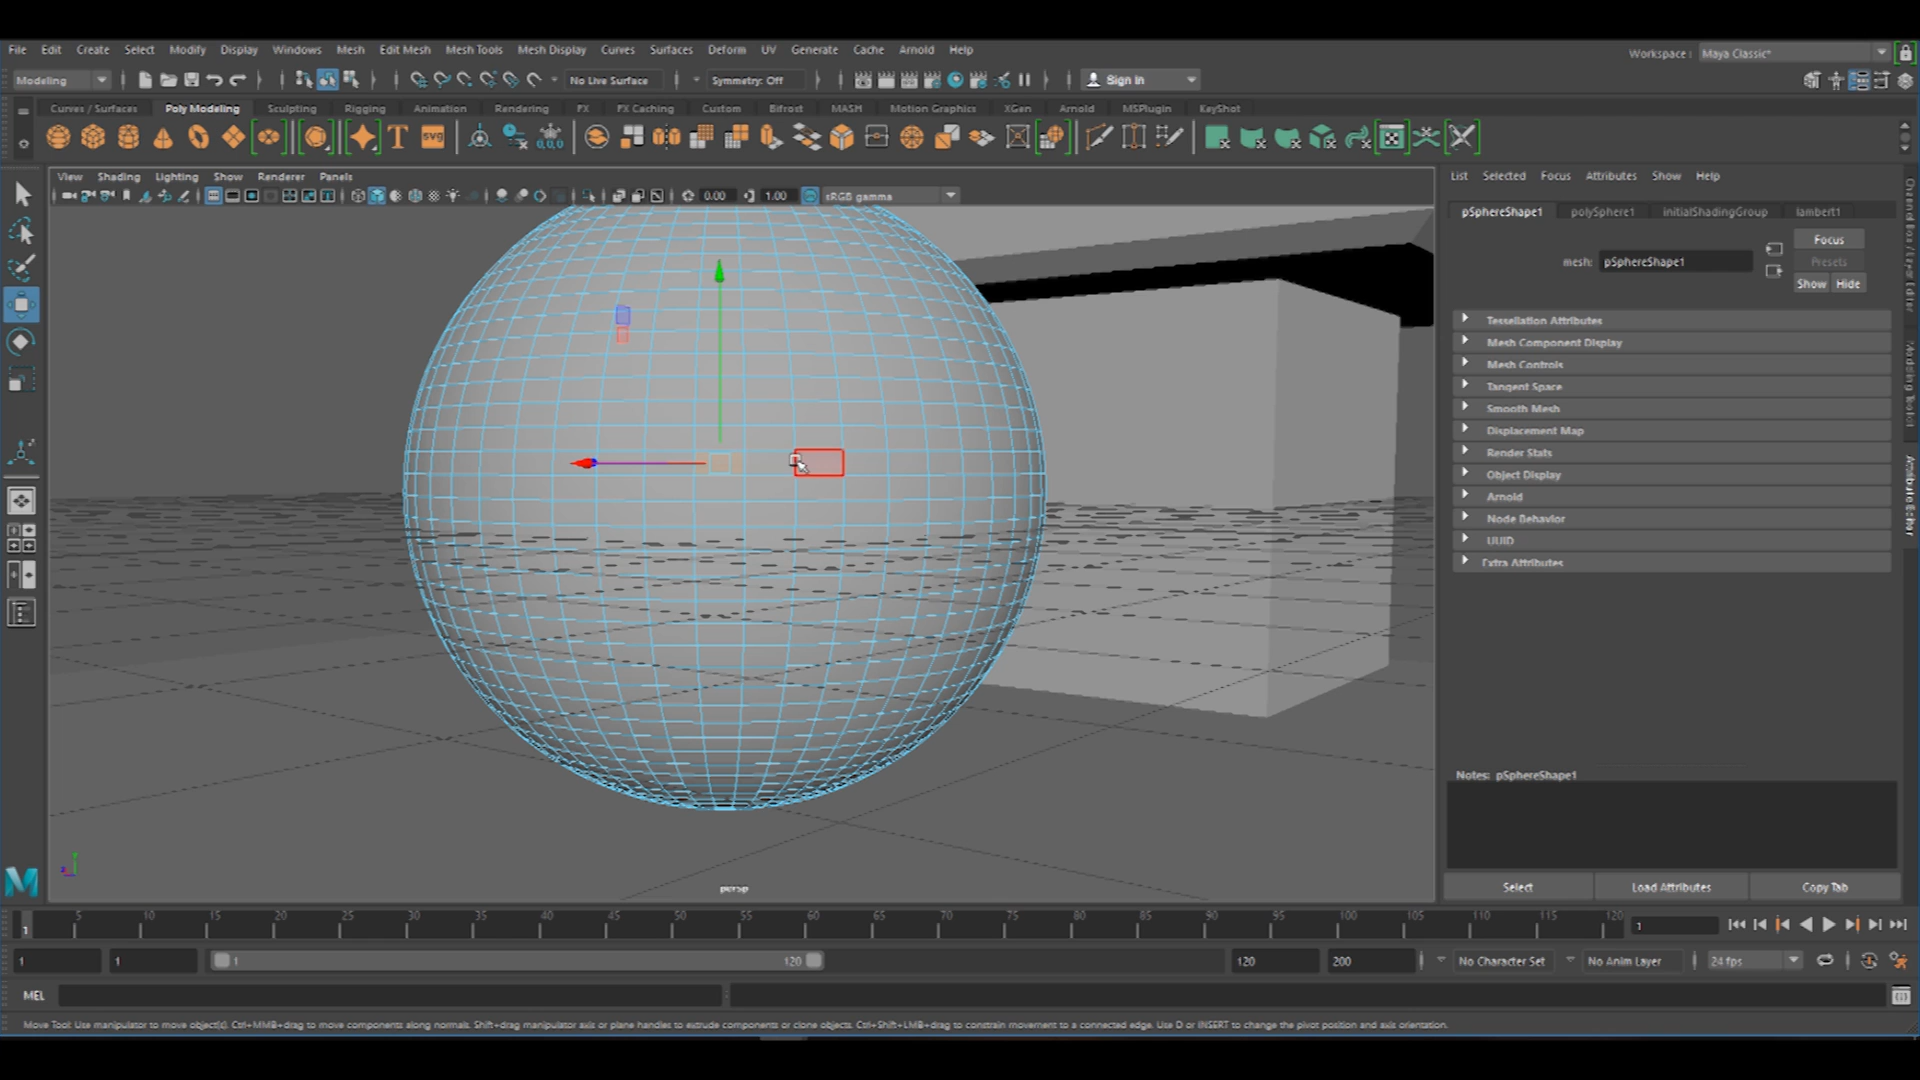 File Edit Create Select Modify Display Windows Mesh Edit Mesh Mesh Tools Mesh Display Curves Surfaces Deform UV Generate Cache Arnold Help
Workspace : Maya Classic*
Modeling No Live Surface Symmetry: Off Sign In
Curves / Surfaces Poly Modeling Sculpting Rigging Animation Rendering FX FX Caching Custom Bifrost MASH Motion Graphics XGen Arnold MSPlugin KeyShot
T SVG
View Shading Lighting Show Renderer Panels
0.00 1.00 sRGB gamma
List Selected Focus Attributes Show Help
pSphereShape1 polySphere1 initialShadingGroup lambert1
mesh: pSphereShape1
Focus
Presets
Show Hide
Tessellation Attributes
Mesh Component Display
Mesh Controls
Tangent Space
Smooth Mesh
Displacement Map
Render Stats
Object Display
Arnold
Node Behavior
UUID
Extra Attributes
Channel Box / Layer Editor
Modeling Toolkit
Attribute Editor
Notes: pSphereShape1
Select Load Attributes Copy Tab
persp
5 10 15 20 25 30 35 40 45 50 55 60 65 70 75 80 85 90 95 100 105 110 115 120
1 1
1 1 1 120 120 200 No Character Set No Anim Layer 24 fps
MEL
Move Tool: Use manipulator to move object(s). Ctrl+MMB+drag to move components along normals. Shift+drag manipulator axis or plane handles to extrude components or clone objects. Ctrl+Shift+LMB+drag to constrain movement to a connected edge. Use D or INSERT to change the pivot position and axis orientation.